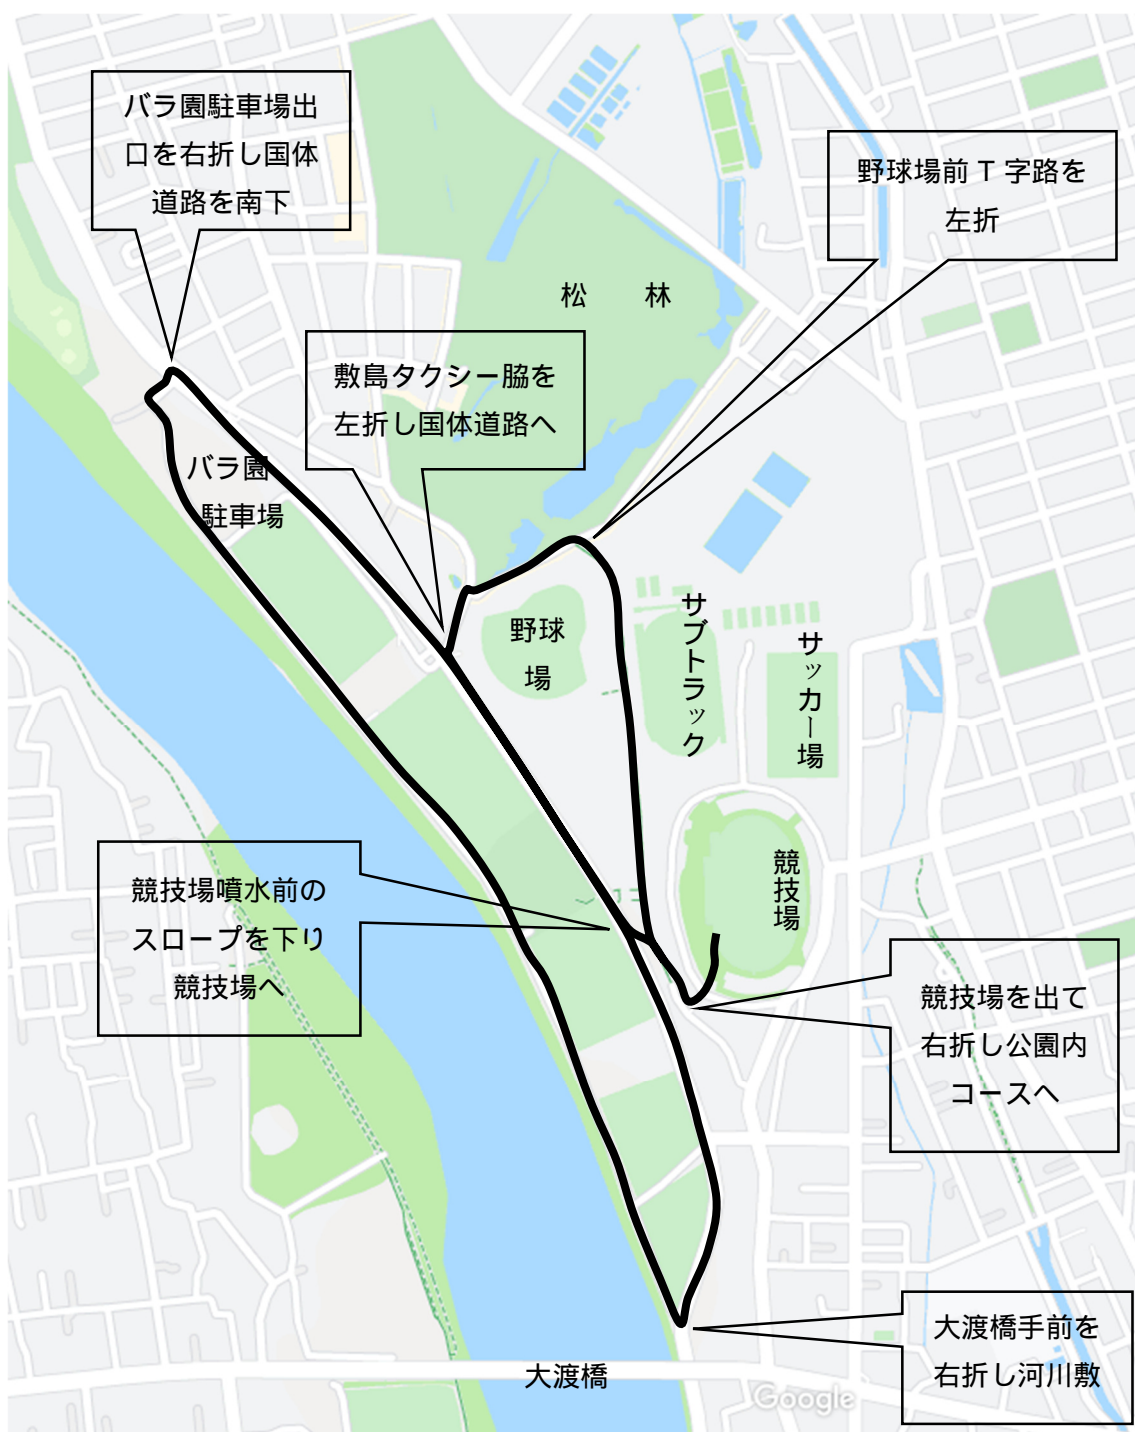 バラ園駐車場出
口を右折し国体
道路を南下
野球場前 T 字路を
左折
松　　林
敷島タクシー脇を
左折し国体道路へ
バラ園
駐車場
野球
場
サブトラック
サッカー場
競技場噴水前の
スロープを下り
競技場へ
競技場
競技場を出て
右折し公園内
コースへ
大渡橋手前を
右折し河川敷
大渡橋
Google